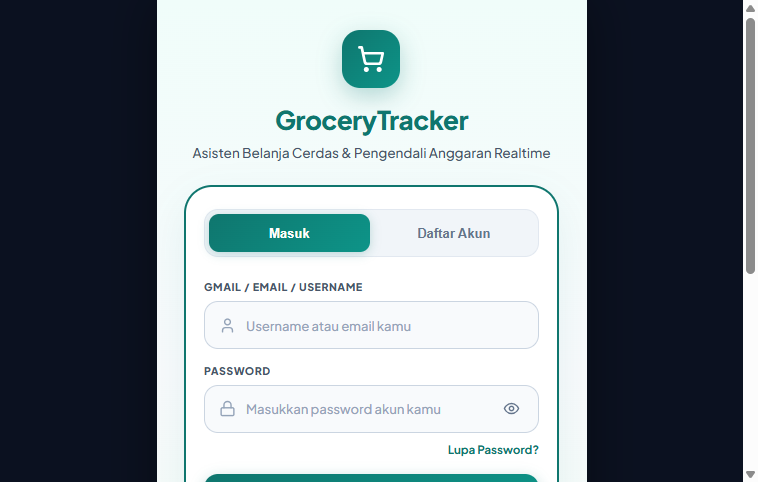 GroceryTracker
Asisten Belanja Cerdas & Pengendali Anggaran Realtime
Masuk
Daftar Akun
GMAIL / EMAIL / USERNAME
Username atau email kamu
PASSWORD
Masukkan password akun kamu
Lupa Password?